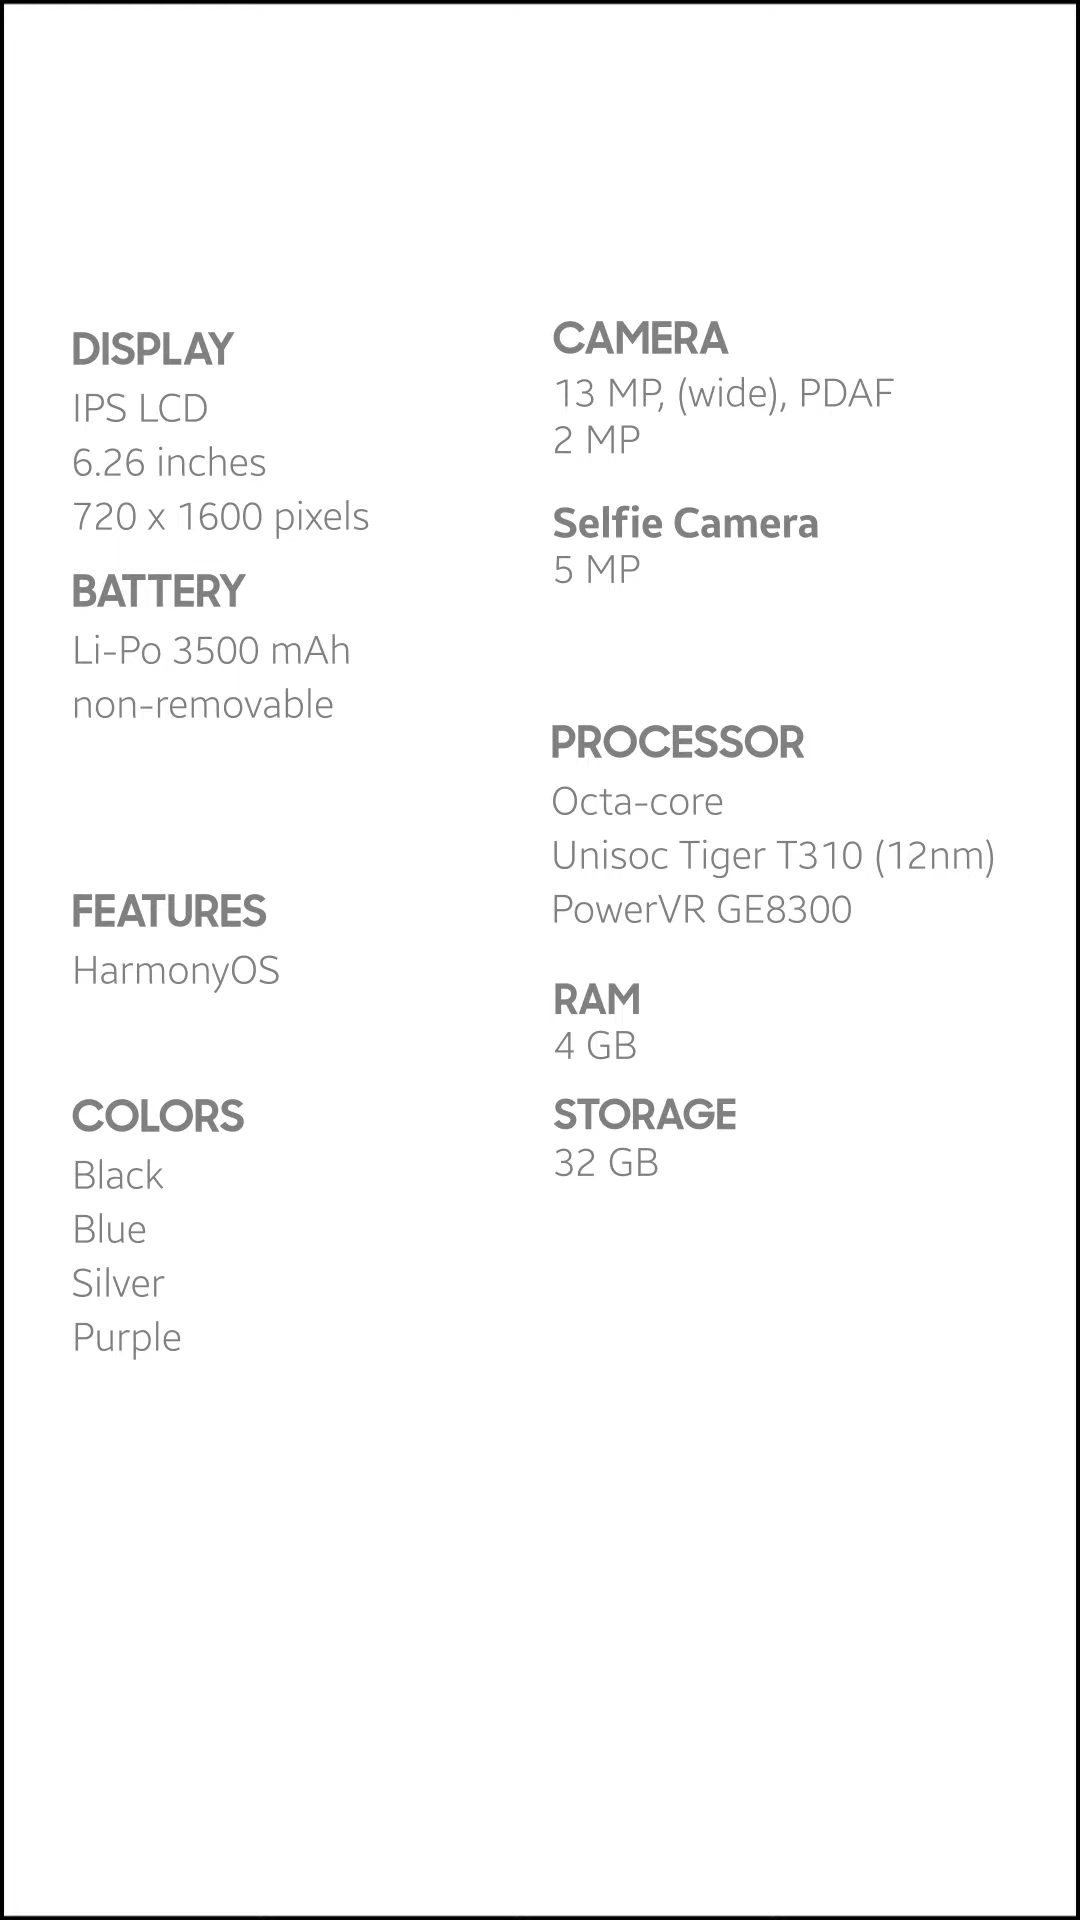 DISPLAY
IPS LCD
6.26 inches
720 x 1600 pixels
BATTERY
Li-Po 3500 mAh
non-removable
FEATURES
HarmonyOS
COLORS
Black
Blue
Silver
Purple
CAMERA
13 MP, (wide), PDAF
2 MP
Selfie Camera
5 MP
PROCESSOR
Octa-core
Unisoc Tiger T310 (12nm)
PowerVR GE8300
RAM
4 GB
STORAGE
32 GB